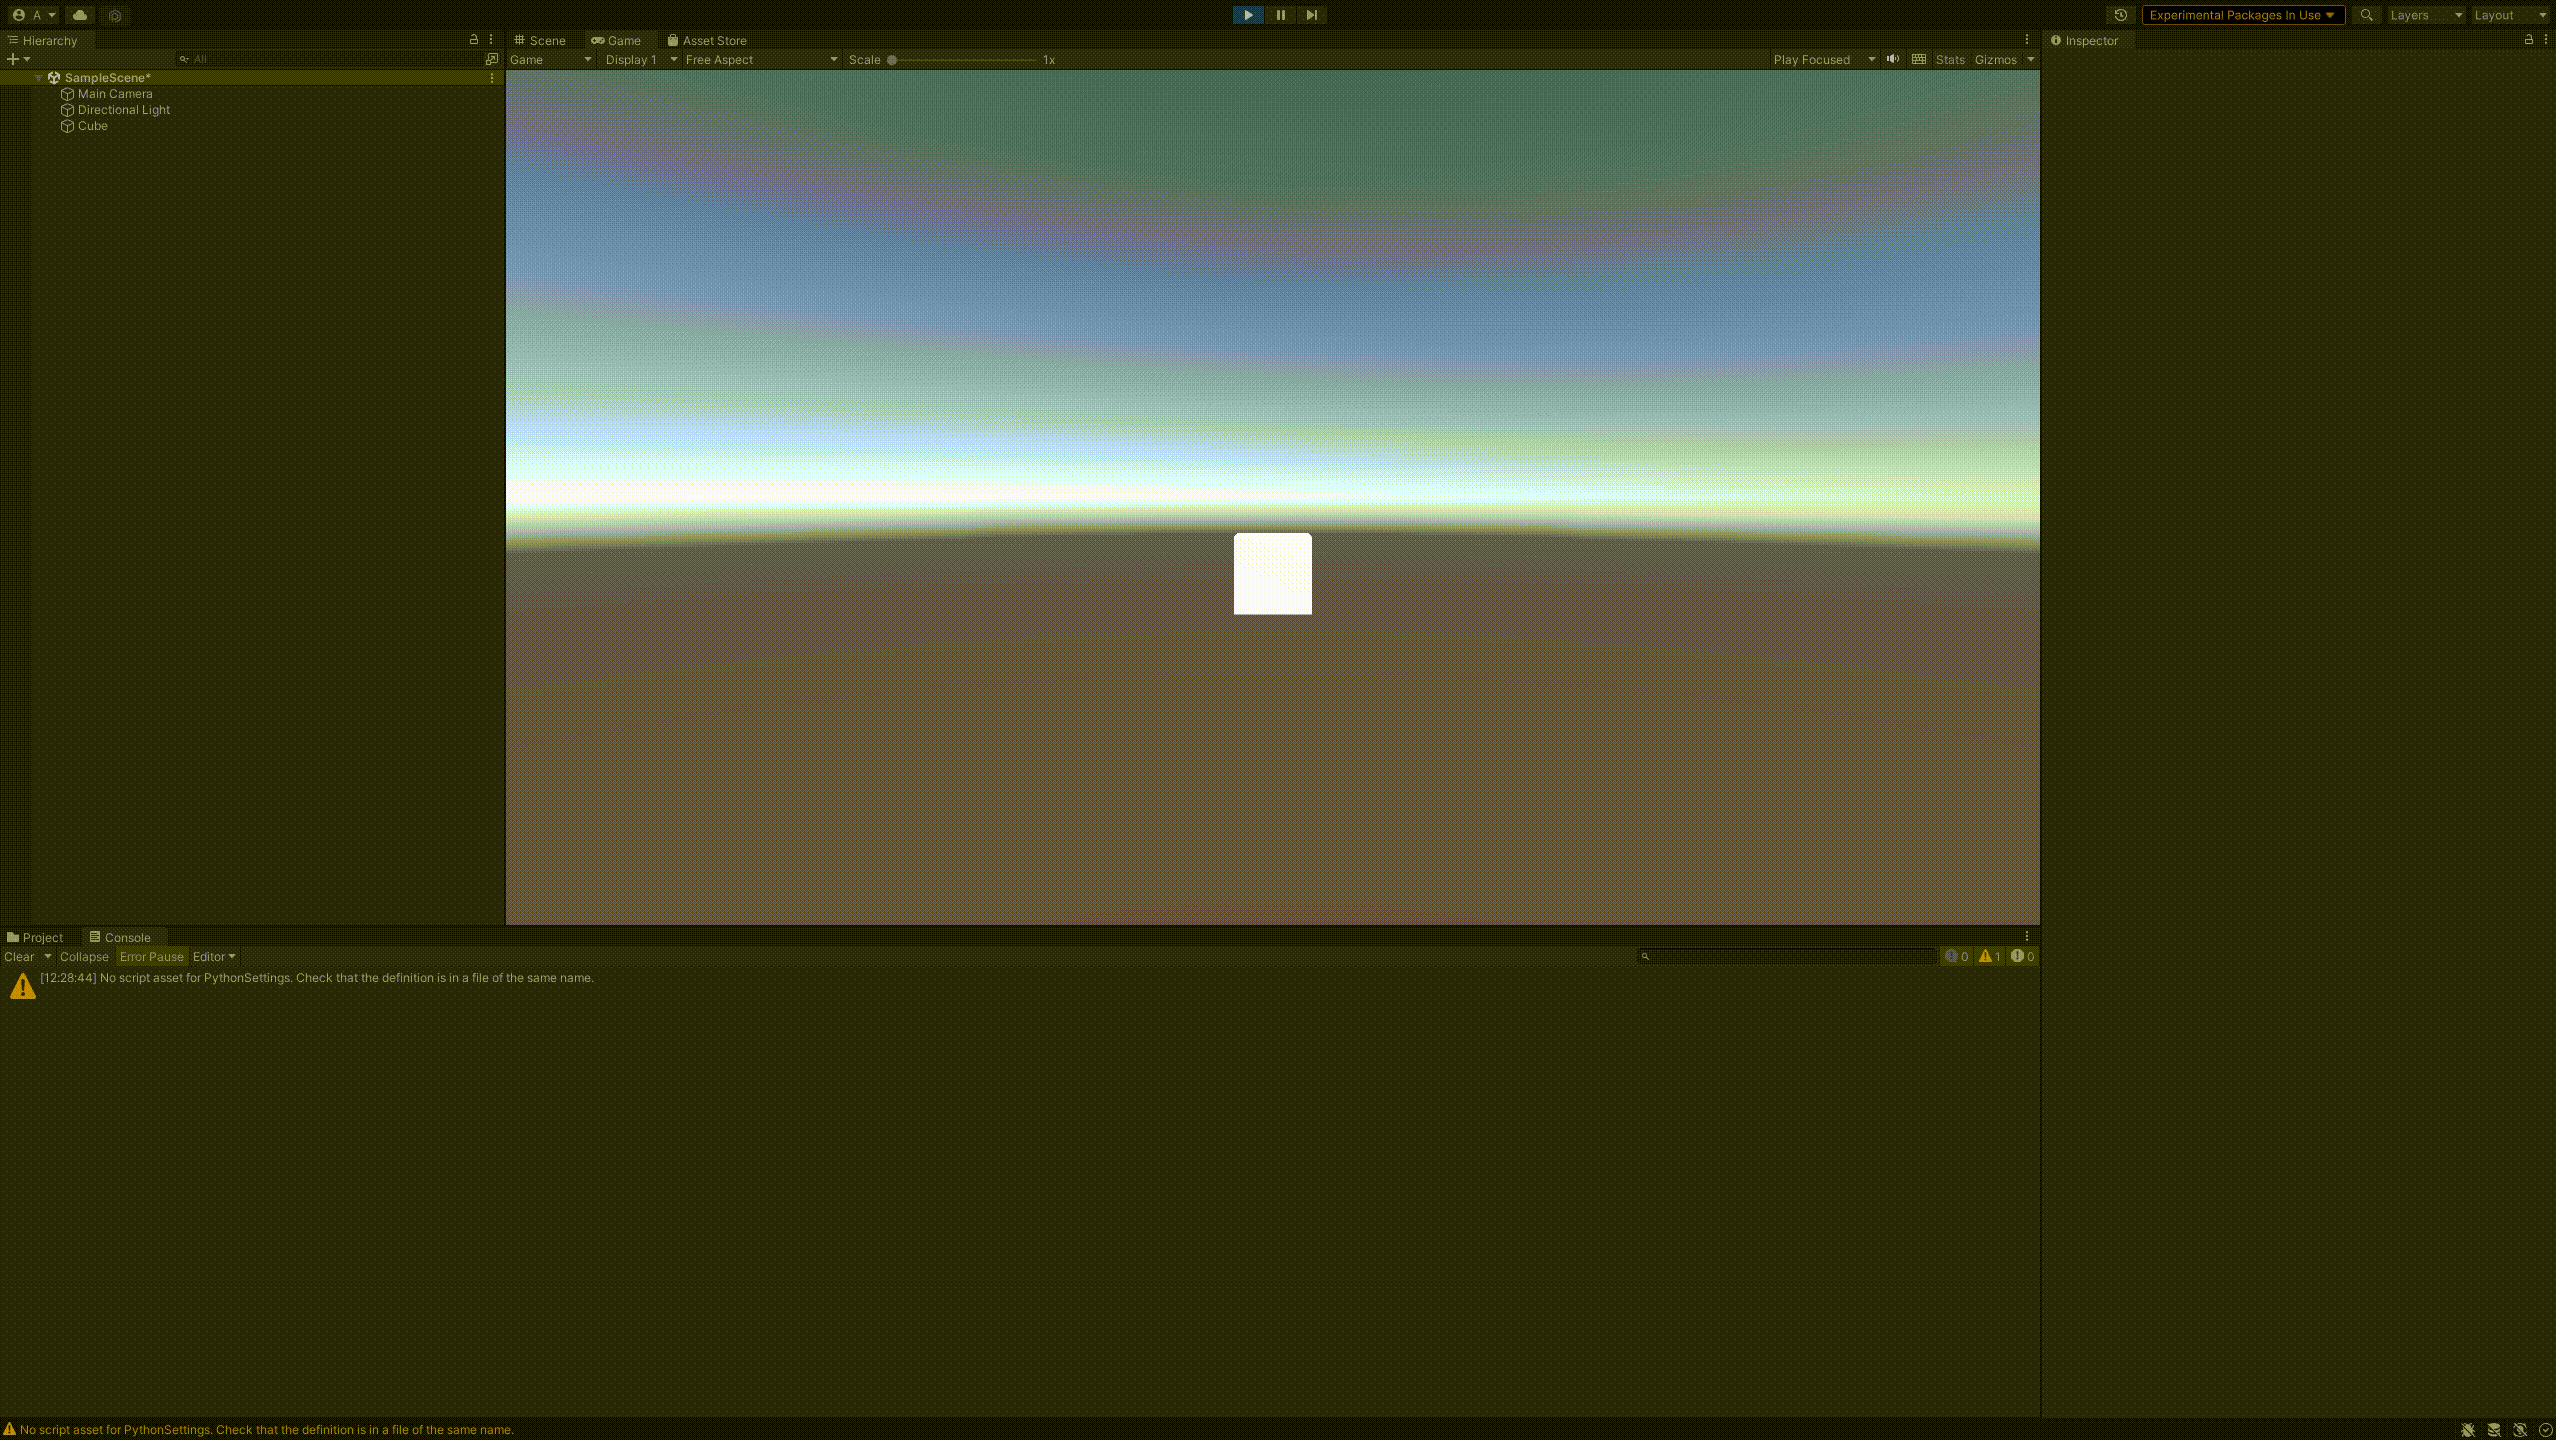 A
Experimental Packages In Use
Layers
Layout
Hierarchy
Scene
Game
Asset Store
Inspector
All
Game
Display 1
Free Aspect
Scale
1x
Play Focused
Stats
Gizmos
SampleScene*
Main Camera
Directional Light
Cube
Project
Console
Clear
Collapse
Error Pause
Editor
0
1
0
[12:28:44] No script asset for PythonSettings. Check that the definition is in a file of the same name.
No script asset for PythonSettings. Check that the definition is in a file of the same name.